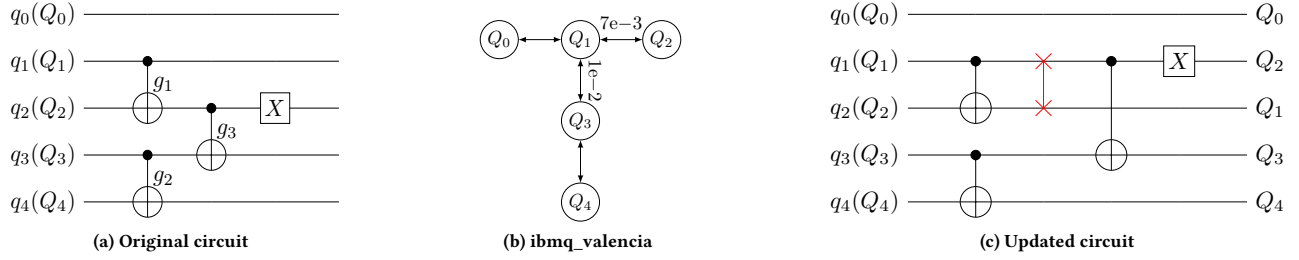 q₀(Q₀)
q₁(Q₁)
g₁
q₂(Q₂)
X
g₃
q₃(Q₃)
g₂
q₄(Q₄)
(a) Original circuit
Q₀
Q₁
7e−3
Q₂
1e−2
Q₃
Q₄
(b) ibmq_valencia
q₀(Q₀)
Q₀
q₁(Q₁)
X
Q₂
q₂(Q₂)
Q₁
q₃(Q₃)
Q₃
q₄(Q₄)
Q₄
(c) Updated circuit